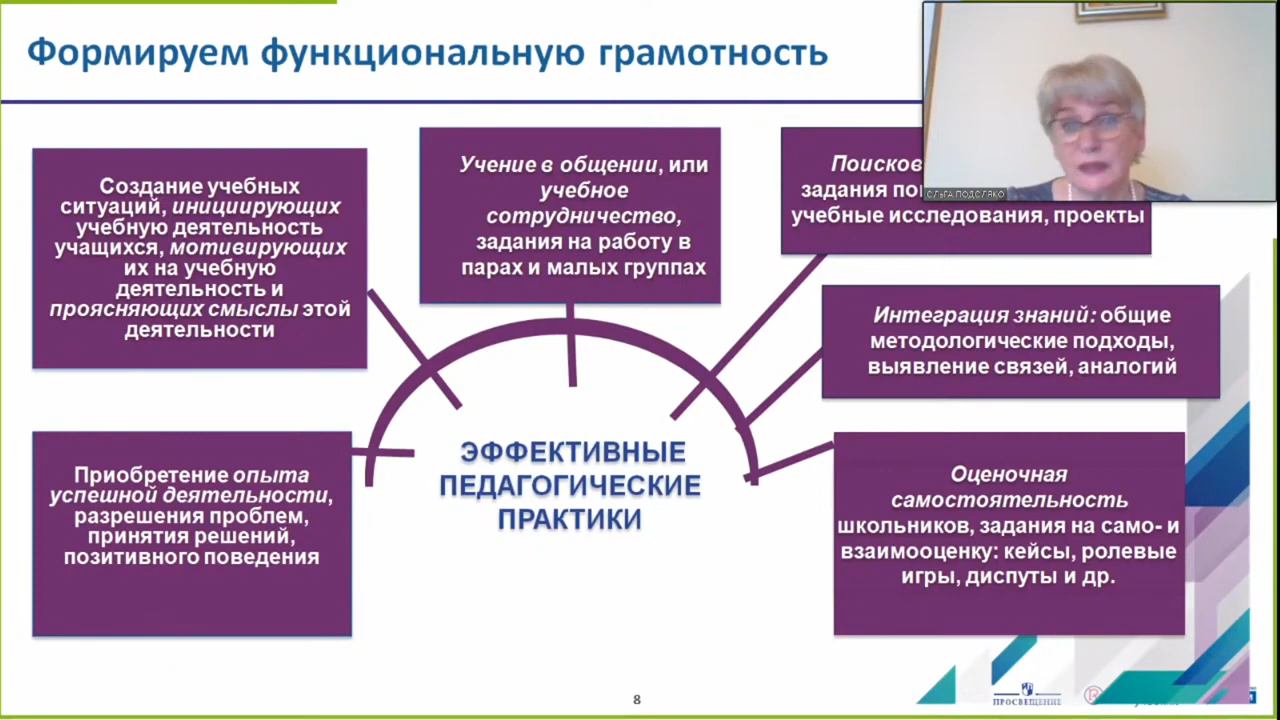 Формируем функциональную грамотность
Создание учебных
ситуаций, инициирующих
учебную деятельность
учащихся, мотивирующих
их на учебную
деятельность и
проясняющих смыслы этой
деятельности
Учение в общении, или
учебное
сотрудничество,
задания на работу в
парах и малых группах
задания
учебные исследования, проекты
ОЛЬГА ПОДСЛЯКО
Интеграция знаний: общие
методологические подходы,
выявление связей, аналогий
Приобретение опыта
успешной деятельности,
разрешения проблем,
принятия решений,
позитивного поведения
ЭФФЕКТИВНЫЕ
ПЕДАГОГИЧЕСКИЕ
ПРАКТИКИ
Оценочная
самостоятельность
школьников, задания на само- и
взаимооценку: кейсы, ролевые
игры, диспуты и др.
8
ПРОСВЕЩЕНИЕ